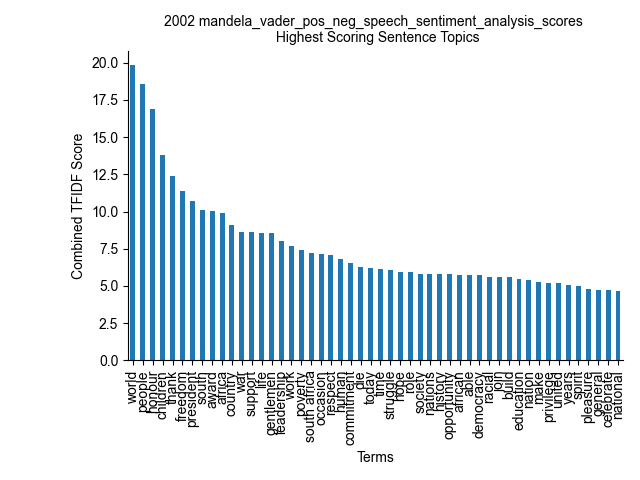 2002 mandela_vader_pos_neg_speech_sentiment_analysis_scores
Highest Scoring Sentence Topics
Combined TFIDF Score
20.0
17.5
15.0
12.5
10.0
7.5
5.0
2.5
0.0
world
people
honour
children
thank
freedom
president
south
award
africa
country
war
support
life
gentlemen
leadership
work
poverty
south africa
occasion
respect
human
commitment
die
today
time
struggle
hope
role
society
nations
history
opportunity
african
able
democracy
racial
join
build
education
nation
make
privilege
united
years
spirit
pleasure
general
celebrate
national
Terms